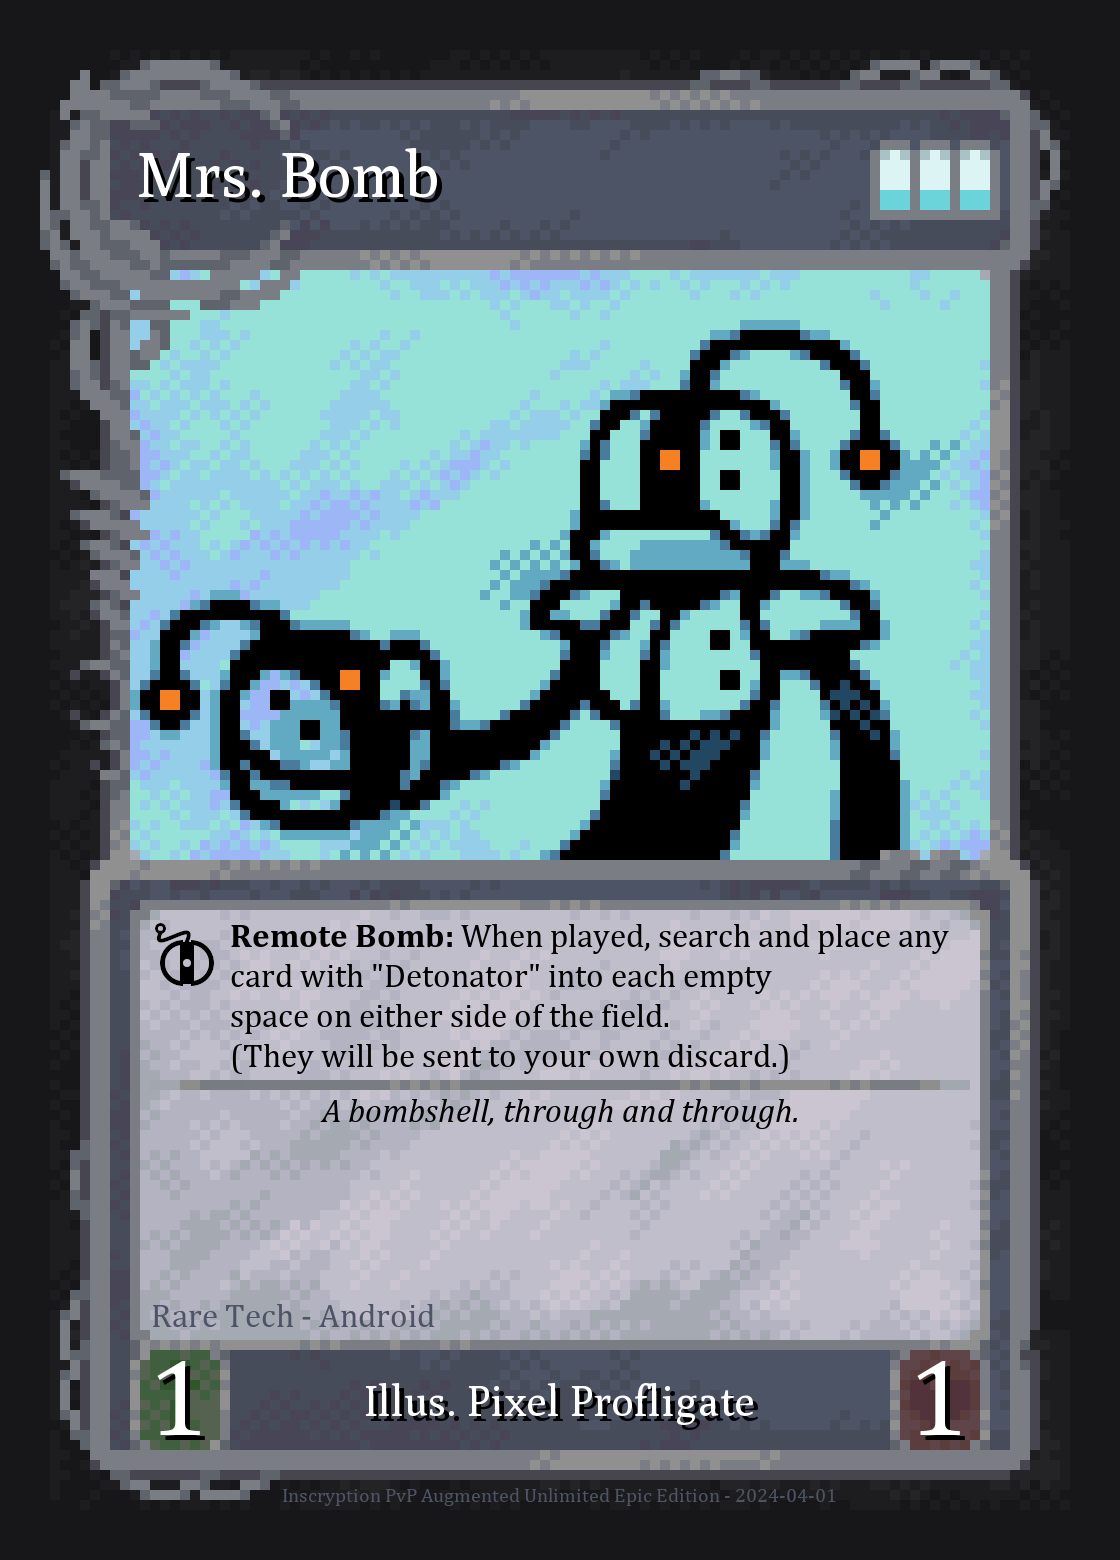 Mrs. Bomb
Remote Bomb: When played, search and place any
card with "Detonator" into each empty
space on either side of the field.
(They will be sent to your own discard.)
A bombshell, through and through.
Rare Tech - Android
1
Illus. Pixel Profligate
1
Inscryption PvP Augmented Unlimited Epic Edition - 2024-04-01